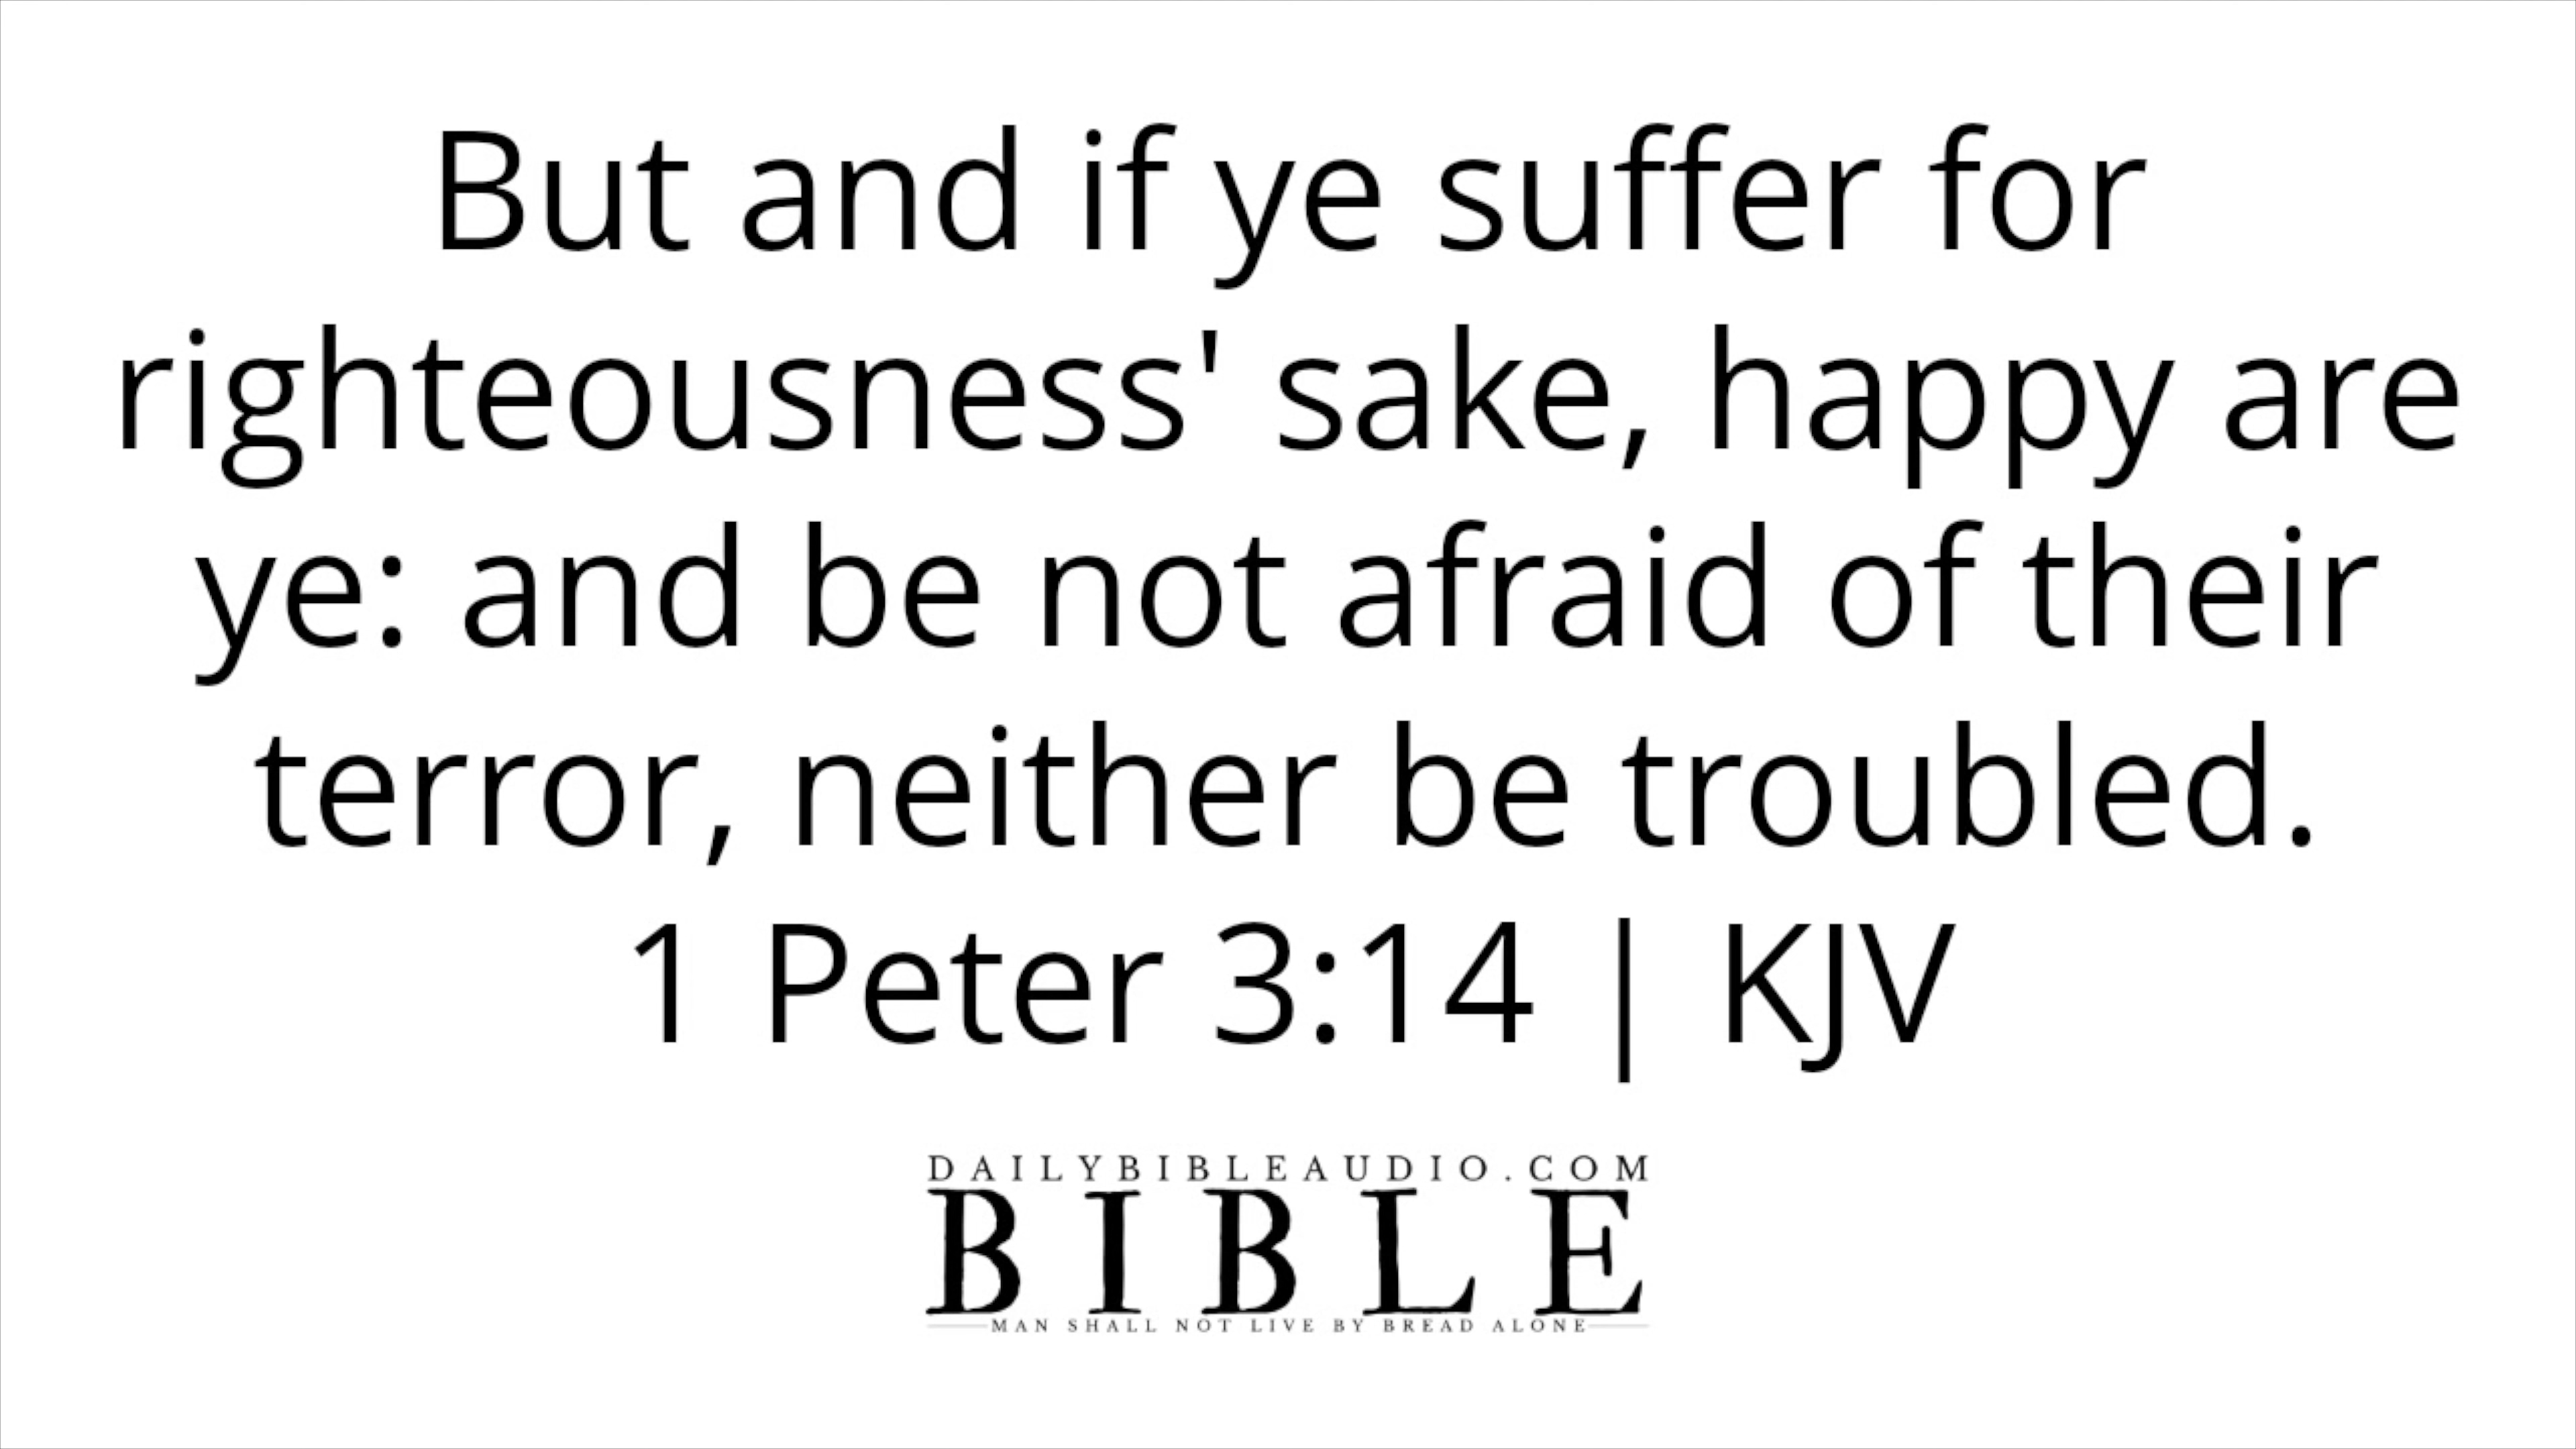 But and if ye suffer for
righteousness' sake, happy are
ye: and be not afraid of their
terror, neither be troubled.
1 Peter 3:14 | KJV
DAILYBIBLEAUDIO.COM
BIBLE
MAN SHALL NOT LIVE BY BREAD ALONE